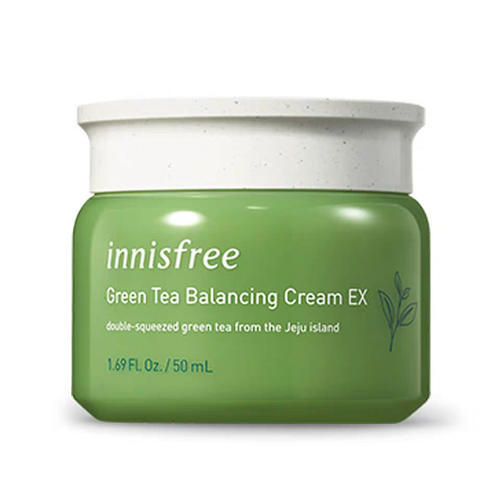 innisfree
Green Tea Balancing Cream EX
double-squeezed green tea from the Jeju island
1.69 Fl. Oz. / 50 mL